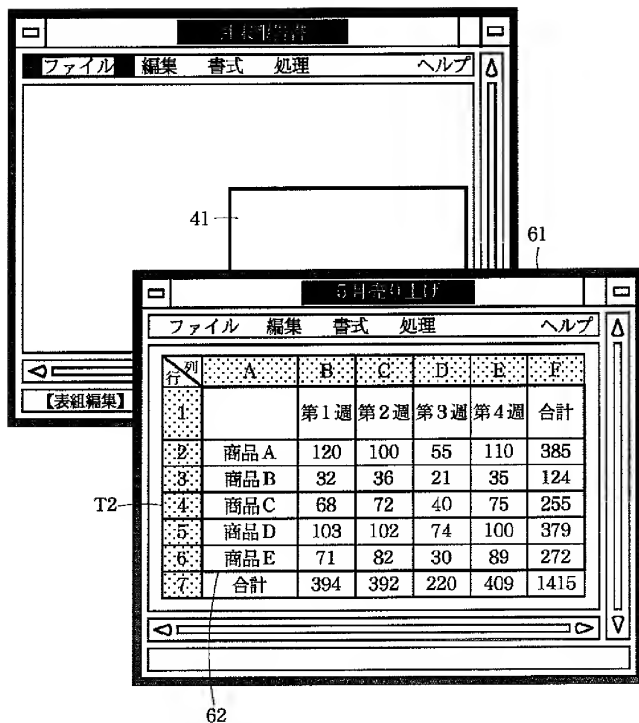 ファイル 編集 書式 処理 ヘルプ
41
61
5月売り上げ
ファイル 編集 書式 処理 ヘルプ
行 列 A B C D E F
1 第1週 第2週 第3週 第4週 合計
2 商品A 120 100 55 110 385
3 商品B 32 36 21 35 124
【表組編集】
T2
4 商品C 68 72 40 75 255
5 商品D 103 102 74 100 379
6 商品E 71 82 30 89 272
7 合計 394 392 220 409 1415
62